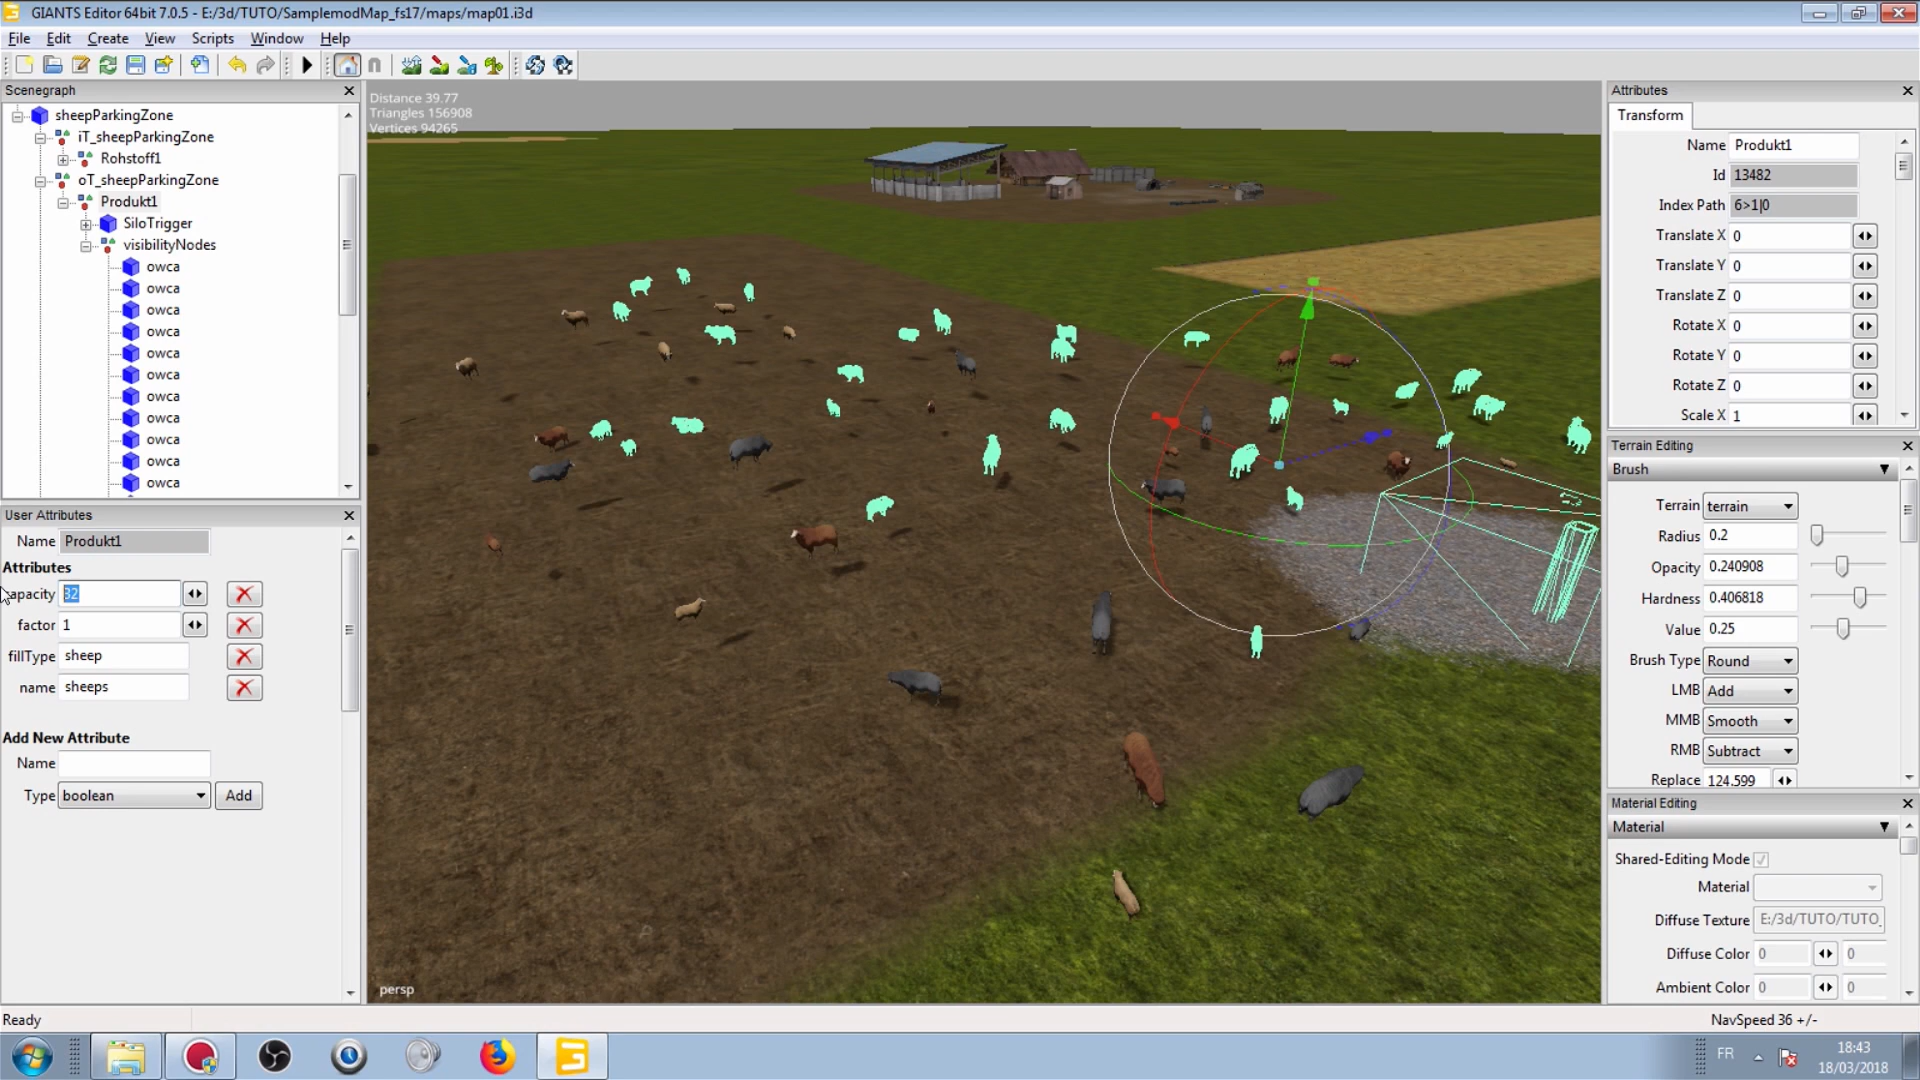 GIANTS Editor 64bit 7.0.5 - E:/3d/TUTO/SamplemodMap_fs17/maps/map01.i3d
File Edit Create View Scripts Window Help
Scenegraph
sheepParkingZone
iT_sheepParkingZone
Rohstoff1
oT_sheepParkingZone
Produkt1
SiloTrigger
visibilityNodes
owca
owca
owca
owca
owca
owca
owca
owca
owca
owca
owca
User Attributes
Name Produkt1
Attributes
apacity 32
factor 1
fillType sheep
name sheeps
Add New Attribute
Name
Type boolean Add
Distance 39.77
Triangles 156908
Vertices 94265
persp
Attributes
Transform
Name Produkt1
Id 13482
Index Path 6>1|0
Translate X 0
Translate Y 0
Translate Z 0
Rotate X 0
Rotate Y 0
Rotate Z 0
Scale X 1
Terrain Editing
Brush
Terrain terrain
Radius 0.2
Opacity 0.240908
Hardness 0.406818
Value 0.25
Brush Type Round
LMB Add
MMB Smooth
RMB Subtract
Replace 124.599
Material Editing
Material
Shared-Editing Mode
Material
Diffuse Texture E:/3d/TUTO/TUTO_
Diffuse Color 0 0
Ambient Color 0 0
Ready
NavSpeed 36 +/-
FR
18:43
18/03/2018